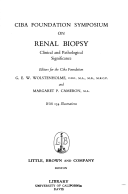 CIBA FOUNDATION SYMPOSIUM
ON
RENAL BIOPSY
Clinical and Pathological
Significance
Editors for the Ciba Foundation
G. E. W. WOLSTENHOLME, O.B.E., M.A., M.B., M.R.C.P.
and
MARGARET P. CAMERON, M.A.
With 134 Illustrations
LITTLE, BROWN AND COMPANY
BOSTON